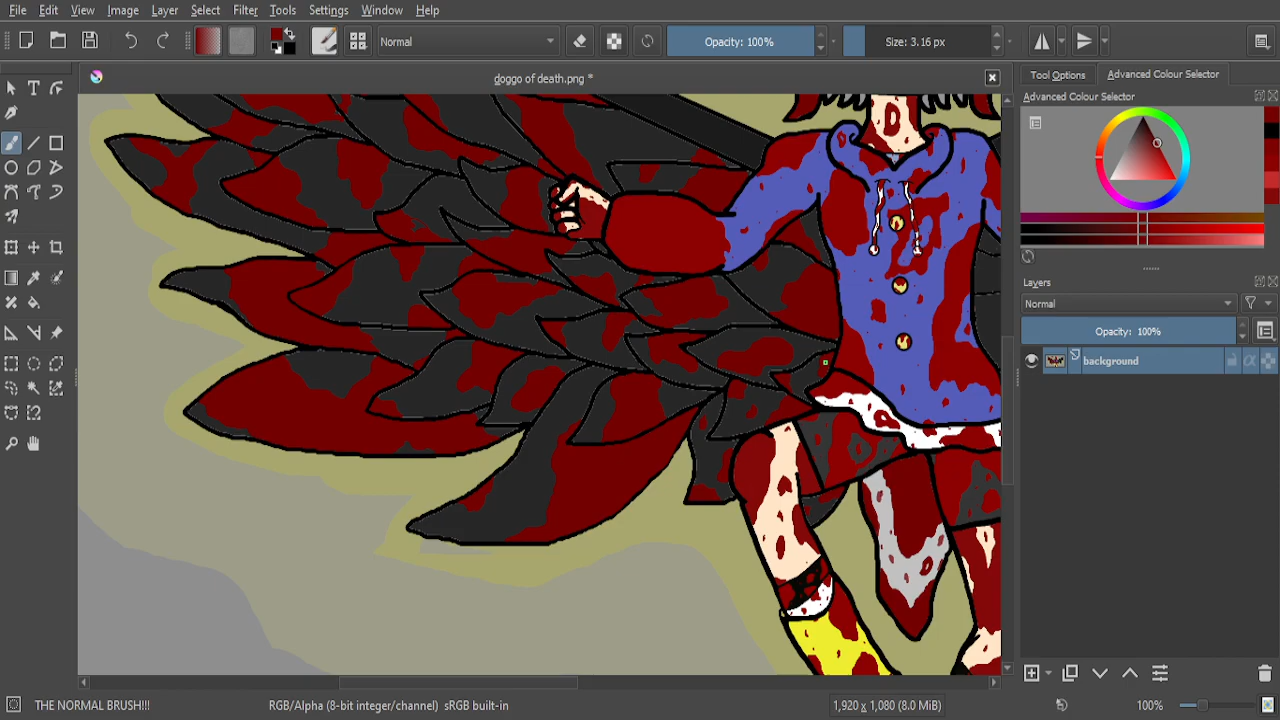 File Edit View Image Layer Select Filter Tools Settings Window Help
Normal Opacity: 100% Size: 3.16 px
doggo of death.png *
Tool Options Advanced Colour Selector
Advanced Colour Selector
Layers
Normal
Opacity: 100%
background
THE NORMAL BRUSH!!! RGB/Alpha (8-bit integer/channel) sRGB built-in 1,920 x 1,080 (8.0 MiB) 100%